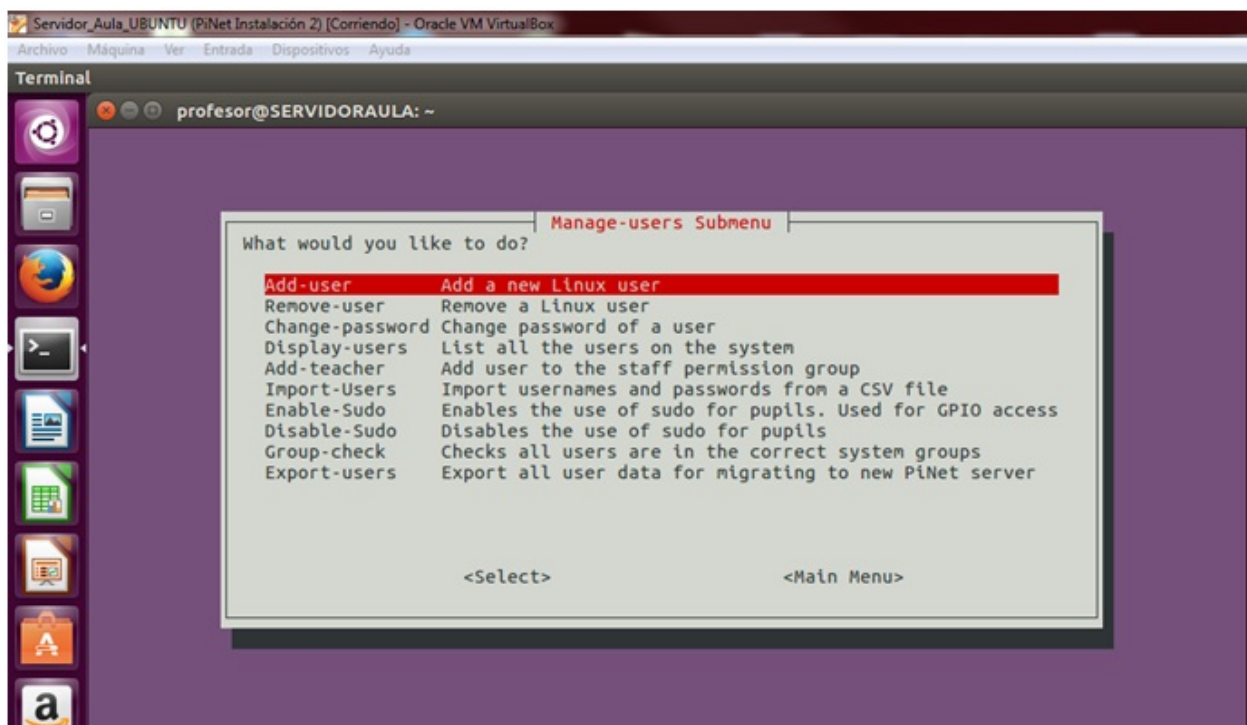 Servidor_Aula_UBUNTU (PiNet Instalación 2) [Corriendo] - Oracle VM VirtualBox
Archivo Máquina Ver Entrada Dispositivos Ayuda
Terminal
profesor@SERVIDORAULA: ~
Manage-users Submenu
What would you like to do?
Add-user Add a new Linux user
Remove-user Remove a Linux user
Change-password Change password of a user
Display-users List all the users on the system
Add-teacher Add user to the staff permission group
Import-Users Import usernames and passwords from a CSV file
Enable-Sudo Enables the use of sudo for pupils. Used for GPIO access
Disable-Sudo Disables the use of sudo for pupils
Group-check Checks all users are in the correct system groups
Export-users Export all user data for migrating to new PiNet server
<Select> <Main Menu>
>_
A
a